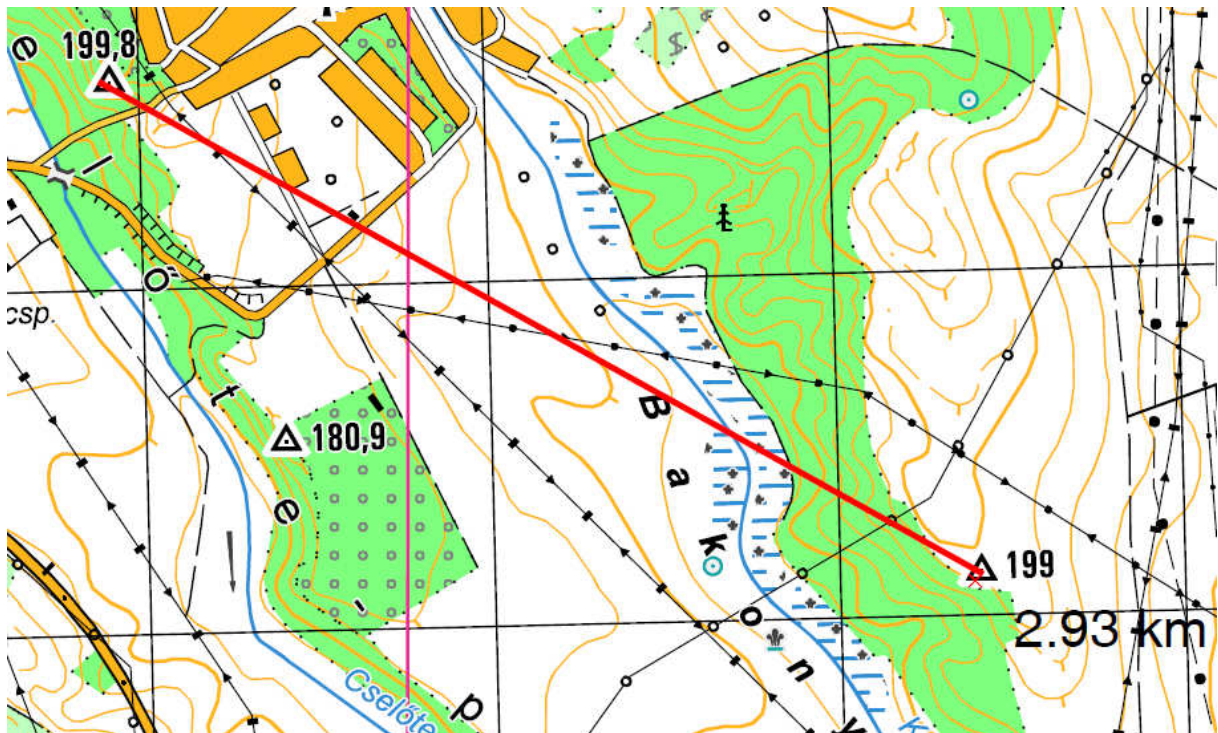 199,8
csp.
180,9
199
2.93 km
Cselőte
e l ő t e t
p
B a k o n y
K